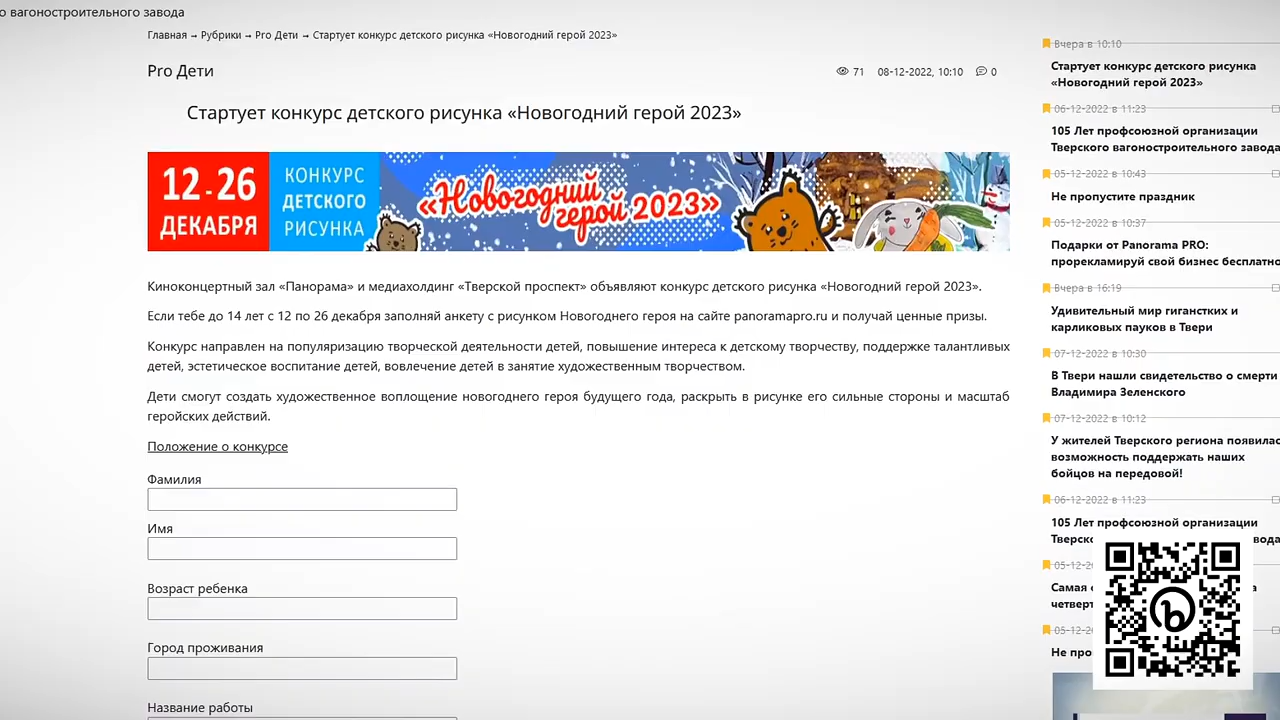 о вагоностроительного завода
Главная → Рубрики → Pro Дети → Стартует конкурс детского рисунка «Новогодний герой 2023»
Pro Дети
71 08-12-2022, 10:10 0
Стартует конкурс детского рисунка «Новогодний герой 2023»
12-26
ДЕКАБРЯ
КОНКУРС
ДЕТСКОГО
РИСУНКА
«Новогодний
герой 2023»
Киноконцертный зал «Панорама» и медиахолдинг «Тверской проспект» объявляют конкурс детского рисунка «Новогодний герой 2023».
Если тебе до 14 лет с 12 по 26 декабря заполняй анкету с рисунком Новогоднего героя на сайте panoramapro.ru и получай ценные призы.
Конкурс направлен на популяризацию творческой деятельности детей, повышение интереса к детскому творчеству, поддержке талантливых
детей, эстетическое воспитание детей, вовлечение детей в занятие художественным творчеством.
Дети смогут создать художественное воплощение новогоднего героя будущего года, раскрыть в рисунке его сильные стороны и масштаб
геройских действий.
Положение о конкурсе
Фамилия
Имя
Возраст ребенка
Город проживания
Название работы
Вчера в 10:10
Стартует конкурс детского рисунка
«Новогодний герой 2023»
06-12-2022 в 11:23
105 Лет профсоюзной организации
Тверского вагоностроительного завода
05-12-2022 в 10:43
Не пропустите праздник
05-12-2022 в 10:37
Подарки от Panorama PRO:
прорекламируй свой бизнес бесплатно
Вчера в 16:19
Удивительный мир гигантских и
карликовых пауков в Твери
07-12-2022 в 10:30
В Твери нашли свидетельство о смерти
Владимира Зеленского
07-12-2022 в 10:12
У жителей Тверского региона появилас
возможность поддержать наших
бойцов на передовой!
06-12-2022 в 11:23
105 Лет профсоюзной организации
Тверск вода
05-12-20
Самая а
четверт
05-12-20
Не про